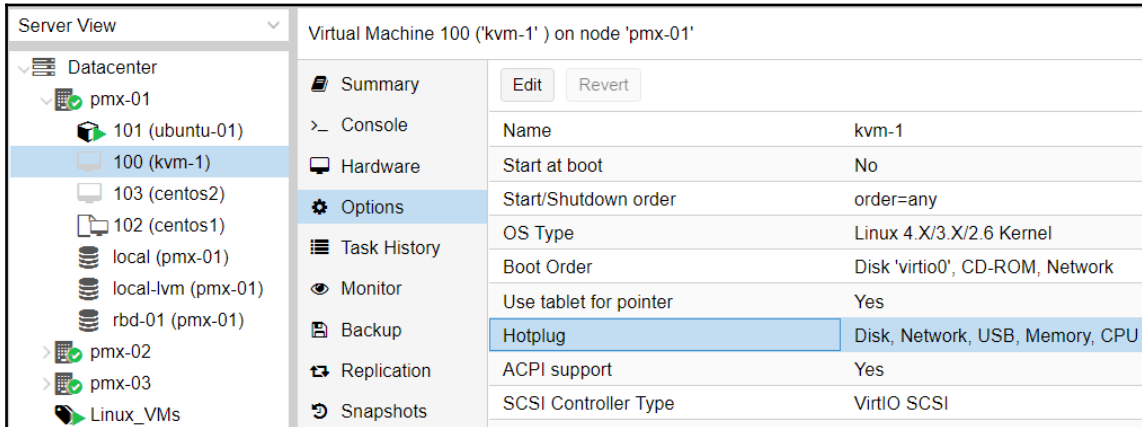 Server View
Datacenter
pmx-01
101 (ubuntu-01)
100 (kvm-1)
103 (centos2)
102 (centos1)
local (pmx-01)
local-lvm (pmx-01)
rbd-01 (pmx-01)
pmx-02
pmx-03
Linux_VMs
Virtual Machine 100 ('kvm-1' ) on node 'pmx-01'
Summary
Console
Hardware
Options
Task History
Monitor
Backup
Replication
Snapshots
Edit Revert
Name kvm-1
Start at boot No
Start/Shutdown order order=any
OS Type Linux 4.X/3.X/2.6 Kernel
Boot Order Disk 'virtio0', CD-ROM, Network
Use tablet for pointer Yes
Hotplug Disk, Network, USB, Memory, CPU
ACPI support Yes
SCSI Controller Type VirtIO SCSI